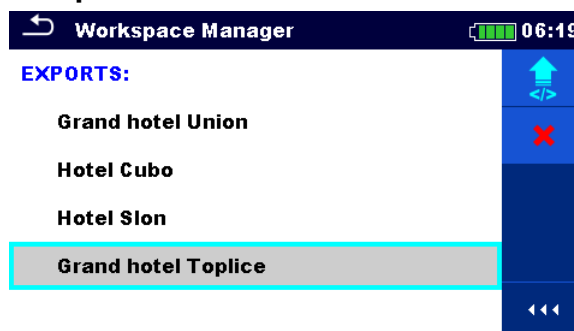 Workspace Manager
06:19
EXPORTS:
</>
Grand hotel Union
Hotel Cubo
Hotel Slon
Grand hotel Toplice